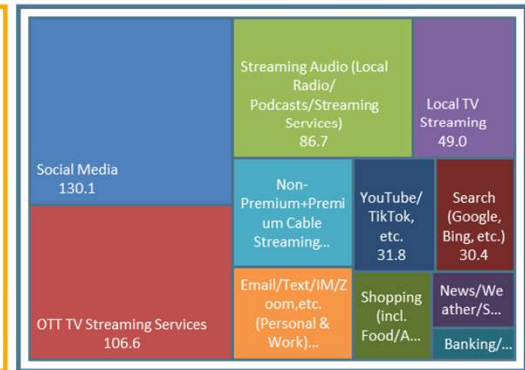 Social Media
130.1
OTT TV Streaming Services
106.6
Streaming Audio (Local
Radio/
Podcasts/Streaming
Services)
86.7
Local TV
Streaming
49.0
Non-
Premium+Premi
um Cable
Streaming...
Email/Text/IM/Z
oom,etc.
(Personal &
Work)...
YouTube/
TikTok,
etc.
31.8
Search
(Google,
Bing, etc.)
30.4
Shopping
(incl.
Food/A...
News/We
ather/S...
Banking/...